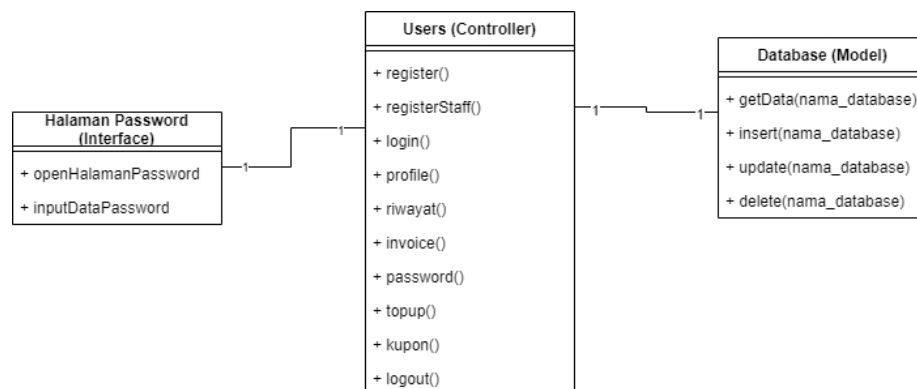 Halaman Password
(Interface)
+ openHalamanPassword
+ inputDataPassword
1
1
Users (Controller)
+ register()
+ registerStaff()
+ login()
+ profile()
+ riwayat()
+ invoice()
+ password()
+ topup()
+ kupon()
+ logout()
1
1
Database (Model)
+ getData(nama_database)
+ insert(nama_database)
+ update(nama_database)
+ delete(nama_database)